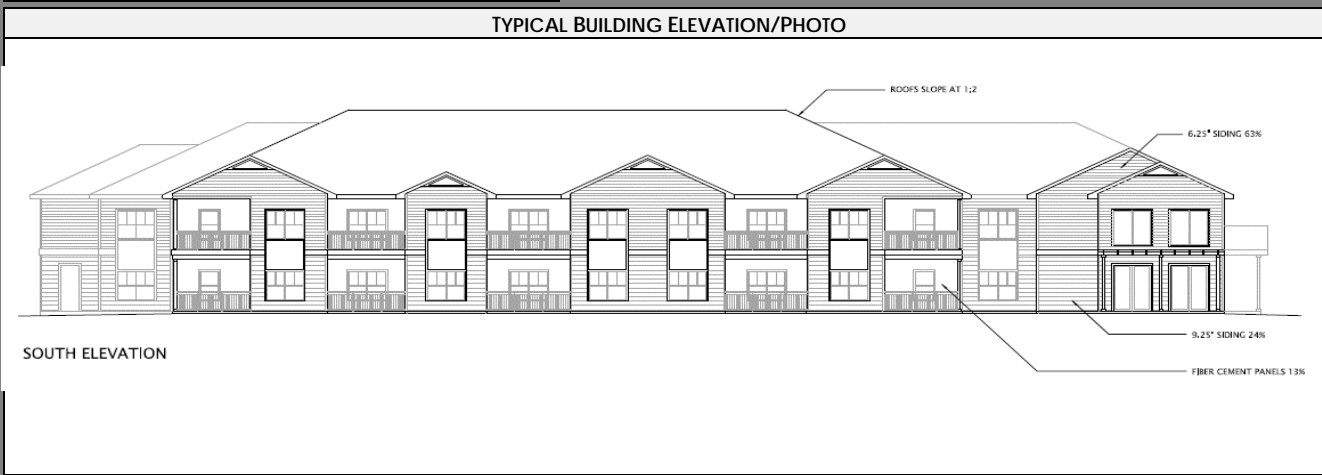 TYPICAL BUILDING ELEVATION/PHOTO
ROOFS SLOPE AT 1:2
6.25" SIDING 63%
9.25" SIDING 24%
SOUTH ELEVATION
FIBER CEMENT PANELS 13%